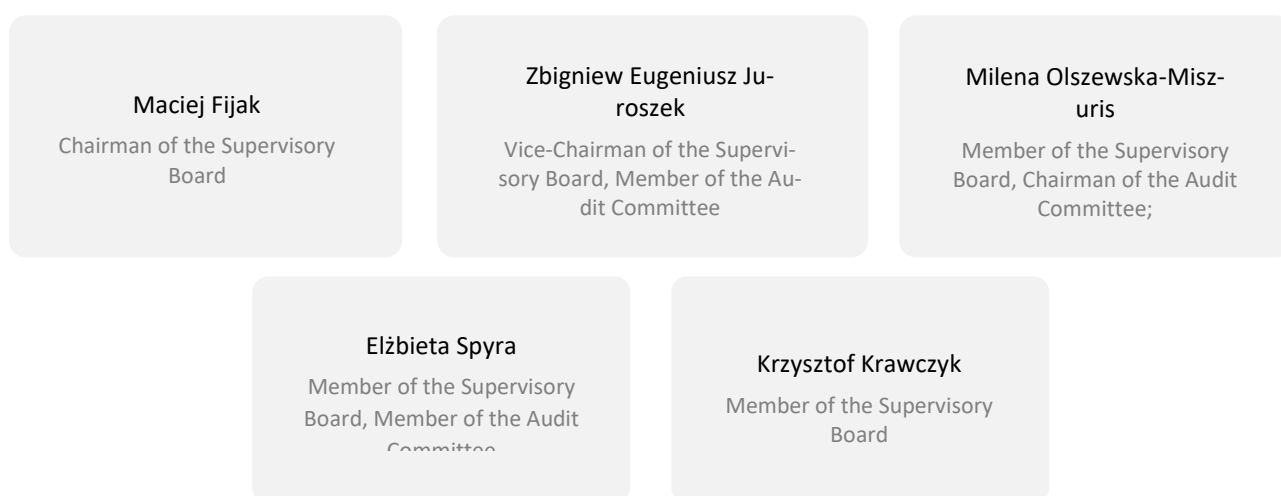 Maciej Fijak
Chairman of the Supervisory
Board
Zbigniew Eugeniusz Ju-
roszek
Vice-Chairman of the Supervi-
sory Board, Member of the Au-
dit Committee
Milena Olszewska-Misz-
uris
Member of the Supervisory
Board, Chairman of the Audit
Committee;
Elżbieta Spyra
Member of the Supervisory
Board, Member of the Audit
Committee
Krzysztof Krawczyk
Member of the Supervisory
Board